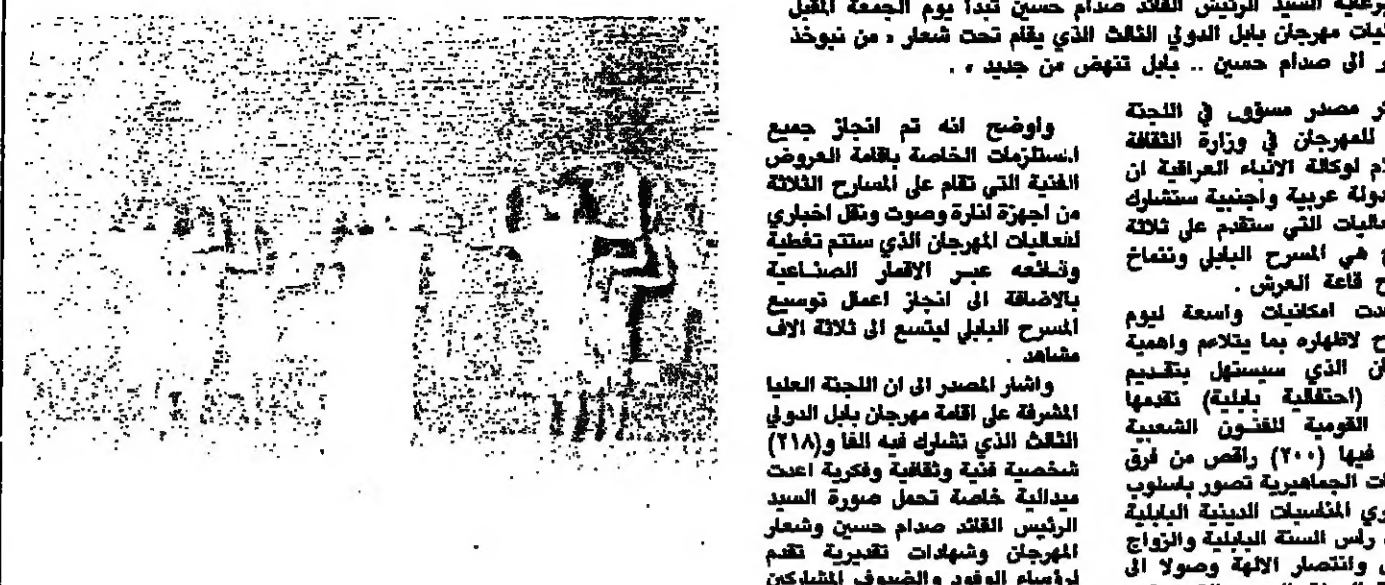 برعاية السيد الرئيس القائد صدام حسين تبدأ يوم الجمعة المقبل
مهرجان بابل الدولي الثالث الذي يقام تحت شعار « من نبوخذ
الى صدام حسين .. بابل تنهض من جديد » .
مصدر مسؤول في اللجنة
للمهرجان في وزارة الثقافة
لوكالة الانباء العراقية ان
دولة عربية واجنبية ستشارك
التي ستقدم على ثلاثة
هي المسرح البابلي وننماخ
قاعة العرش .
امكانيات واسعة ليوم
لاظهاره بما يتلاءم واهمية
الذي سيستهل بتقديم
(احتفالية بابلية) تقدمها
القومية للفنون الشعبية
فيها (٢٠٠) راقص من فرق
الجماهيرية تصور باسلوب
المناسبات الدينية البابلية
راس السنة البابلية والزواج
وانتصار الالهة وصولا الى
واوضح انه تم انجاز جميع
المستلزمات الخاصة باقامة العروض
الفنية التي تقام على المسارح الثلاثة
من اجهزة انارة وصوت ونقل اخباري
لفعاليات المهرجان الذي ستتم تغطية
وقائعه عبر الاقمار الصناعية
بالاضافة الى انجاز اعمال توسيع
المسرح البابلي ليتسع الى ثلاثة الاف
مشاهد .
واشار المصدر الى ان اللجنة العليا
المشرفة على اقامة مهرجان بابل الدولي
الثالث الذي تشارك فيه الفا و(٢١٨)
شخصية فنية وثقافية وفكرية اعدت
ميدالية خاصة تحمل صورة السيد
الرئيس القائد صدام حسين وشعار
المهرجان وشهادات تقديرية تقدم
لرؤساء الوفود والضيوف المشاركين